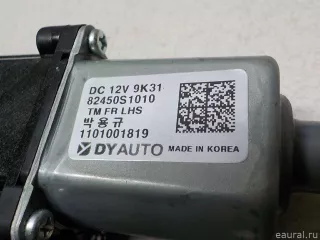 DC 12V 9K31
82450S1010
TM FR LHS
박 용 규
1101001819
DYAUTO MADE IN KOREA
eaural.ru